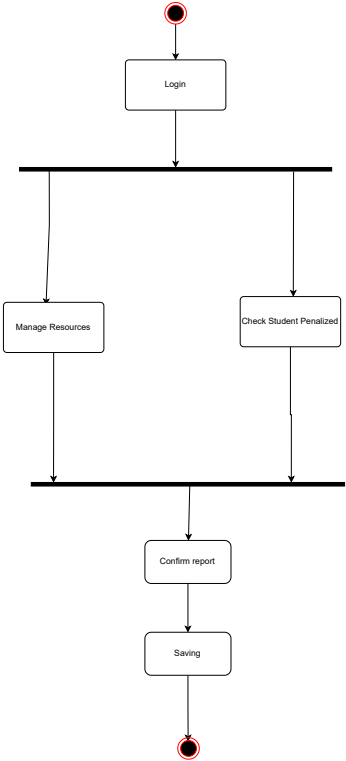 Login
Manage Resources
Check Student Penalized
Confirm report
Saving